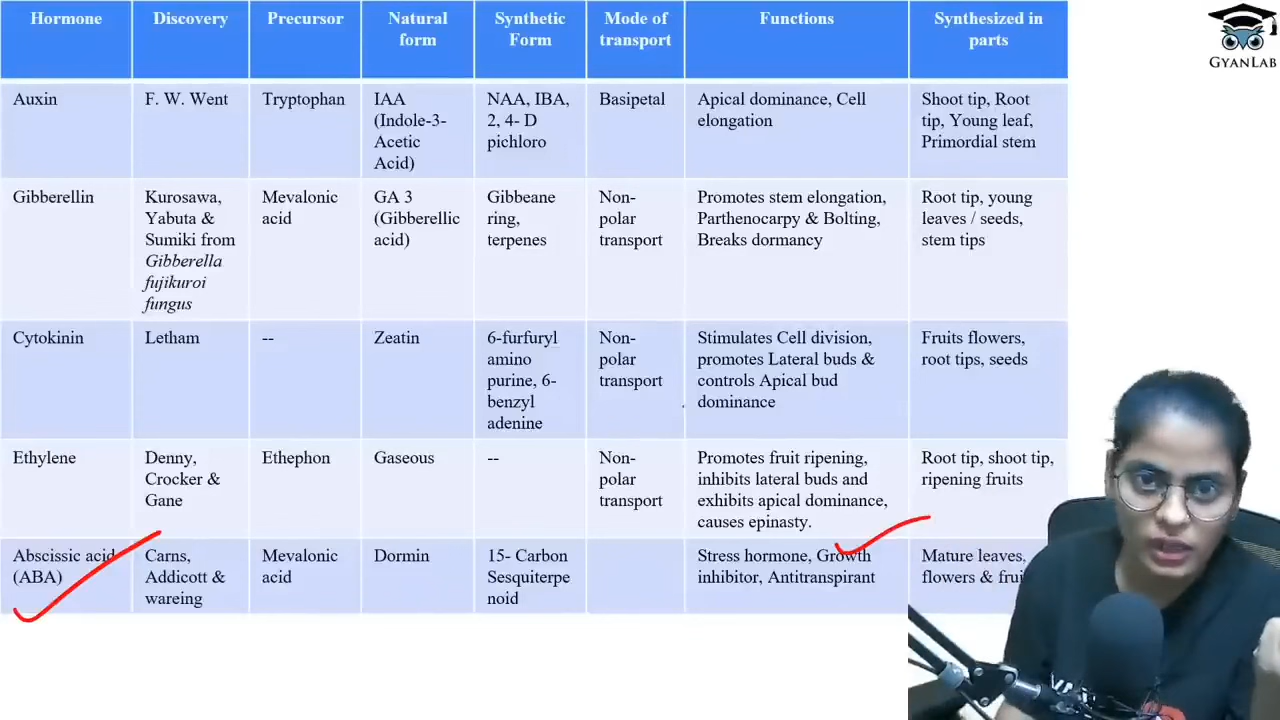 Hormone
Discovery
Precursor
Natural
form
Synthetic
Form
Mode of
transport
Functions
Synthesized in
parts
GYANLAB
Auxin
F. W. Went
Tryptophan
IAA
(Indole-3-
Acetic
Acid)
NAA, IBA,
2, 4- D
pichloro
Basipetal
Apical dominance, Cell
elongation
Shoot tip, Root
tip, Young leaf,
Primordial stem
Gibberellin
Kurosawa,
Yabuta &
Sumiki from
Gibberella
fujikuroi
fungus
Mevalonic
acid
GA 3
(Gibberellic
acid)
Gibbeane
ring,
terpenes
Non-
polar
transport
Promotes stem elongation,
Parthenocarpy & Bolting,
Breaks dormancy
Root tip, young
leaves / seeds,
stem tips
Cytokinin
Letham
--
Zeatin
6-furfuryl
amino
purine, 6-
benzyl
adenine
Non-
polar
transport
Stimulates Cell division,
promotes Lateral buds &
controls Apical bud
dominance
Fruits flowers,
root tips, seeds
Ethylene
Denny,
Crocker &
Gane
Ethephon
Gaseous
--
Non-
polar
transport
Promotes fruit ripening,
inhibits lateral buds and
exhibits apical dominance,
causes epinasty.
Root tip, shoot tip,
ripening fruits
Abscissic acid
(ABA)
Carns,
Addicott &
wareing
Mevalonic
acid
Dormin
15- Carbon
Sesquiterpe
noid
Stress hormone, Growth
inhibitor, Antitranspirant
Mature leaves,
flowers &